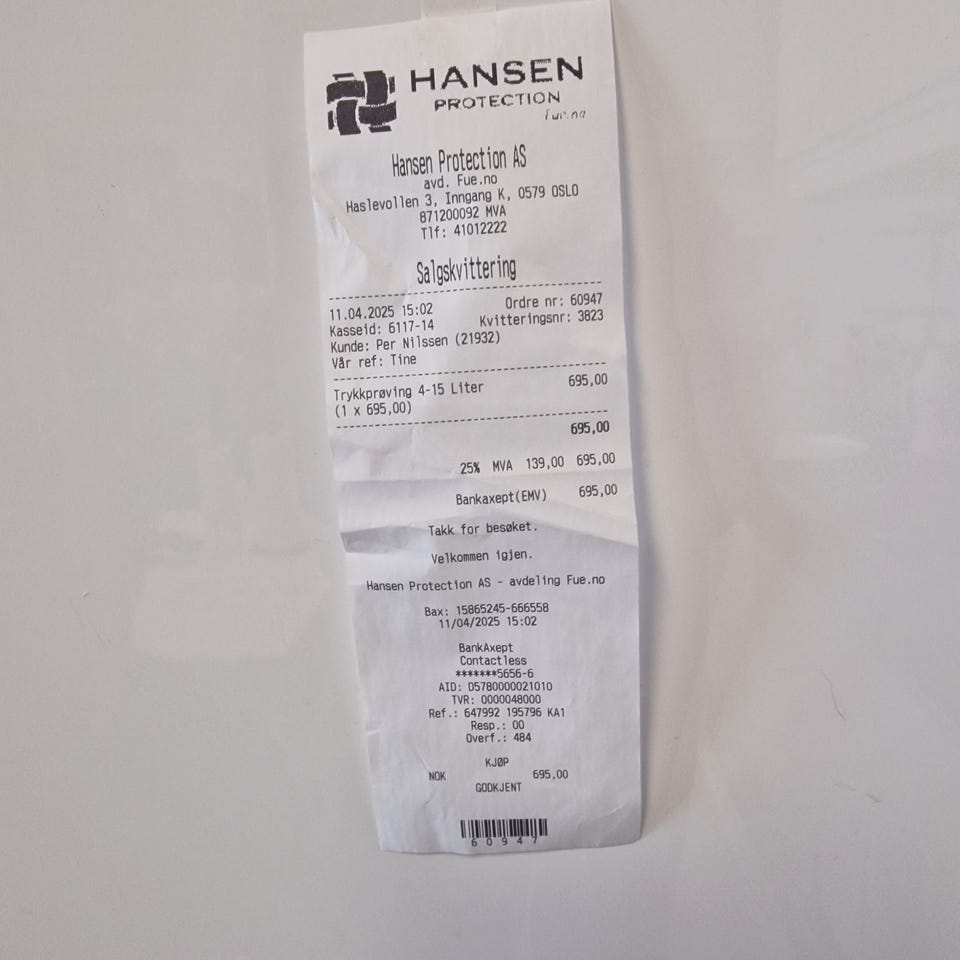 HANSEN
PROTECTION
Hansen Protection AS
avd. Fue.no
Haslevollen 3, Inngang K, 0579 OSLO
871200092 MVA
Tlf: 41012222
Salgskvittering
11.04.2025 15:02 Ordre nr: 60947
Kasseid: 6117-14 Kvitteringsnr: 3823
Kunde: Per Nilssen (21932)
Vår ref: Tine
Trykkprøving 4-15 Liter 695,00
(1 x 695,00)
695,00
25% MVA 139,00 695,00
Bankaxept(EMV) 695,00
Takk for besøket.
Velkommen igjen.
Hansen Protection AS - avdeling Fue.no
Bax: 15865245-666558
11/04/2025 15:02
BankAxept
Contactless
*******5656-6
AID: D5780000021010
TVR: 0000048000
Ref.: 647992 195796 KA1
Resp.: 00
Overf.: 484
KJØP
NOK 695,00
GODKJENT
60947